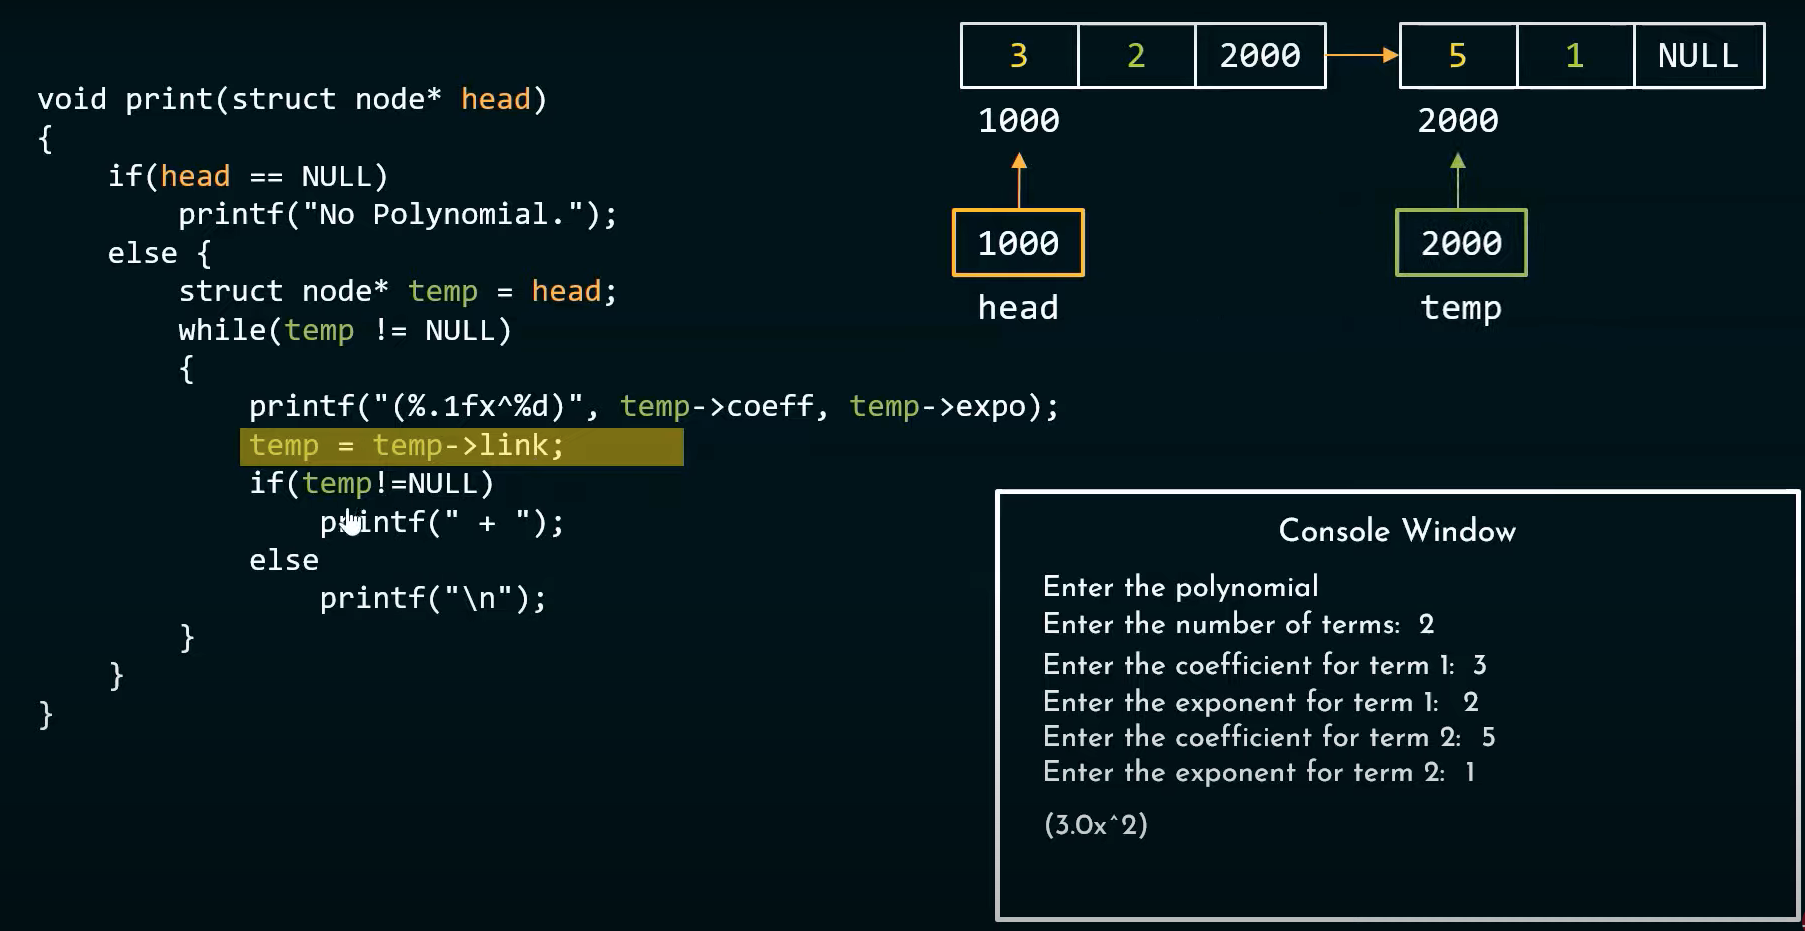 void print(struct node* head)
{
    if(head == NULL)
        printf("No Polynomial.");
    else {
        struct node* temp = head;
        while(temp != NULL)
        {
            printf("(%.1fx^%d)", temp->coeff, temp->expo);
            temp = temp->link;
            if(temp!=NULL)
                printf(" + ");
            else
                printf("\n");
        }
    }
}
3 2 2000 5 1 NULL
1000 2000
1000 2000
head temp
Console Window
Enter the polynomial
Enter the number of terms: 2
Enter the coefficient for term 1: 3
Enter the exponent for term 1: 2
Enter the coefficient for term 2: 5
Enter the exponent for term 2: 1
(3.0x^2)